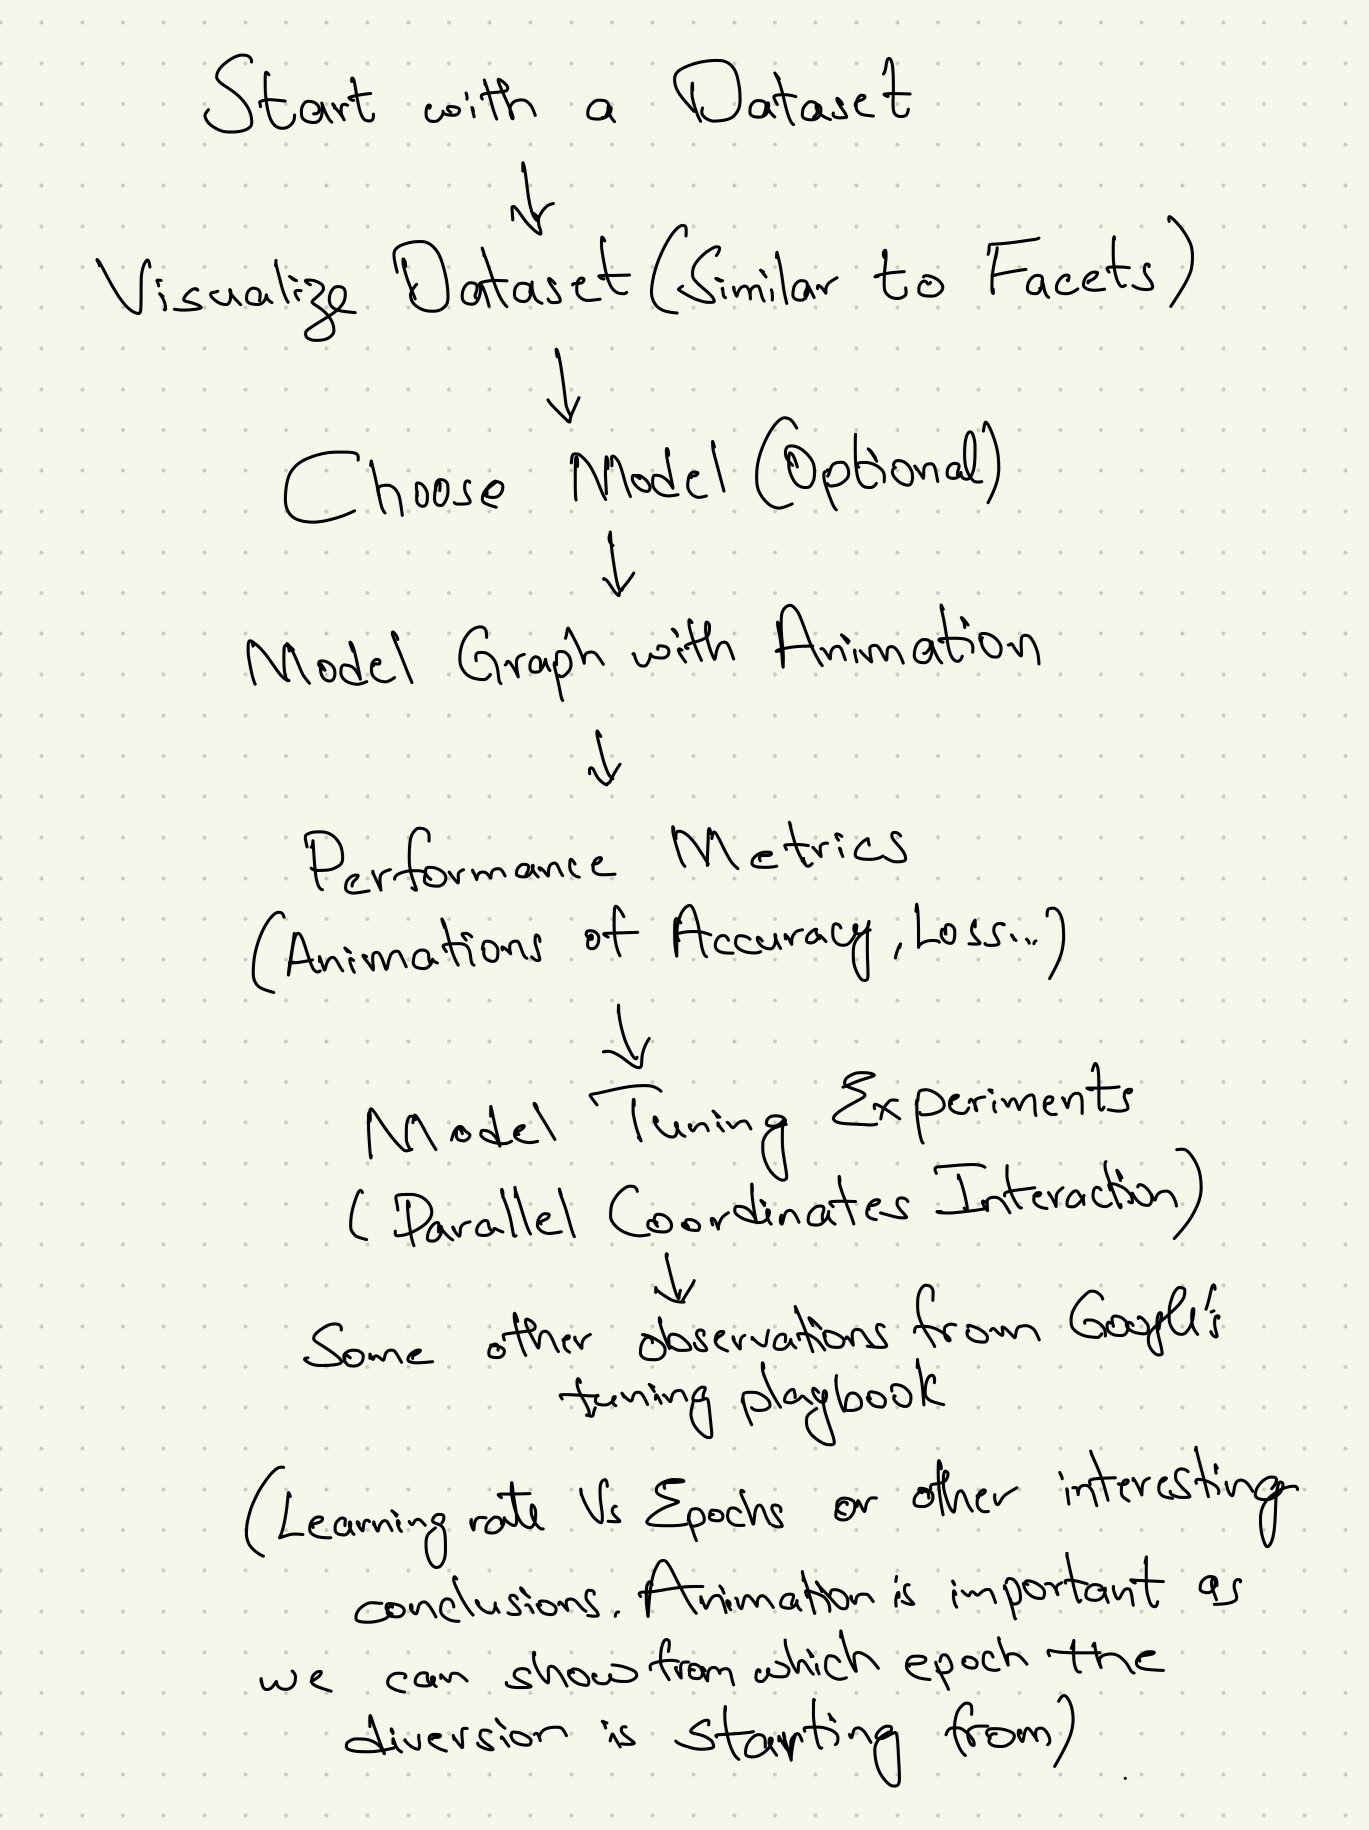 Start with a Dataset
Visualize Dataset (Similar to Facets)
Choose Model (Optional)
Model Graph with Animation
Performance Metrics
(Animations of Accuracy, Loss...)
Model Tuning Experiments
(Parallel Coordinates Interaction)
Some other observations from Google's
tuning playbook
(Learning rate Vs Epochs or other interesting
conclusions. Animation is important as
we can show from which epoch the
diversion is starting from)